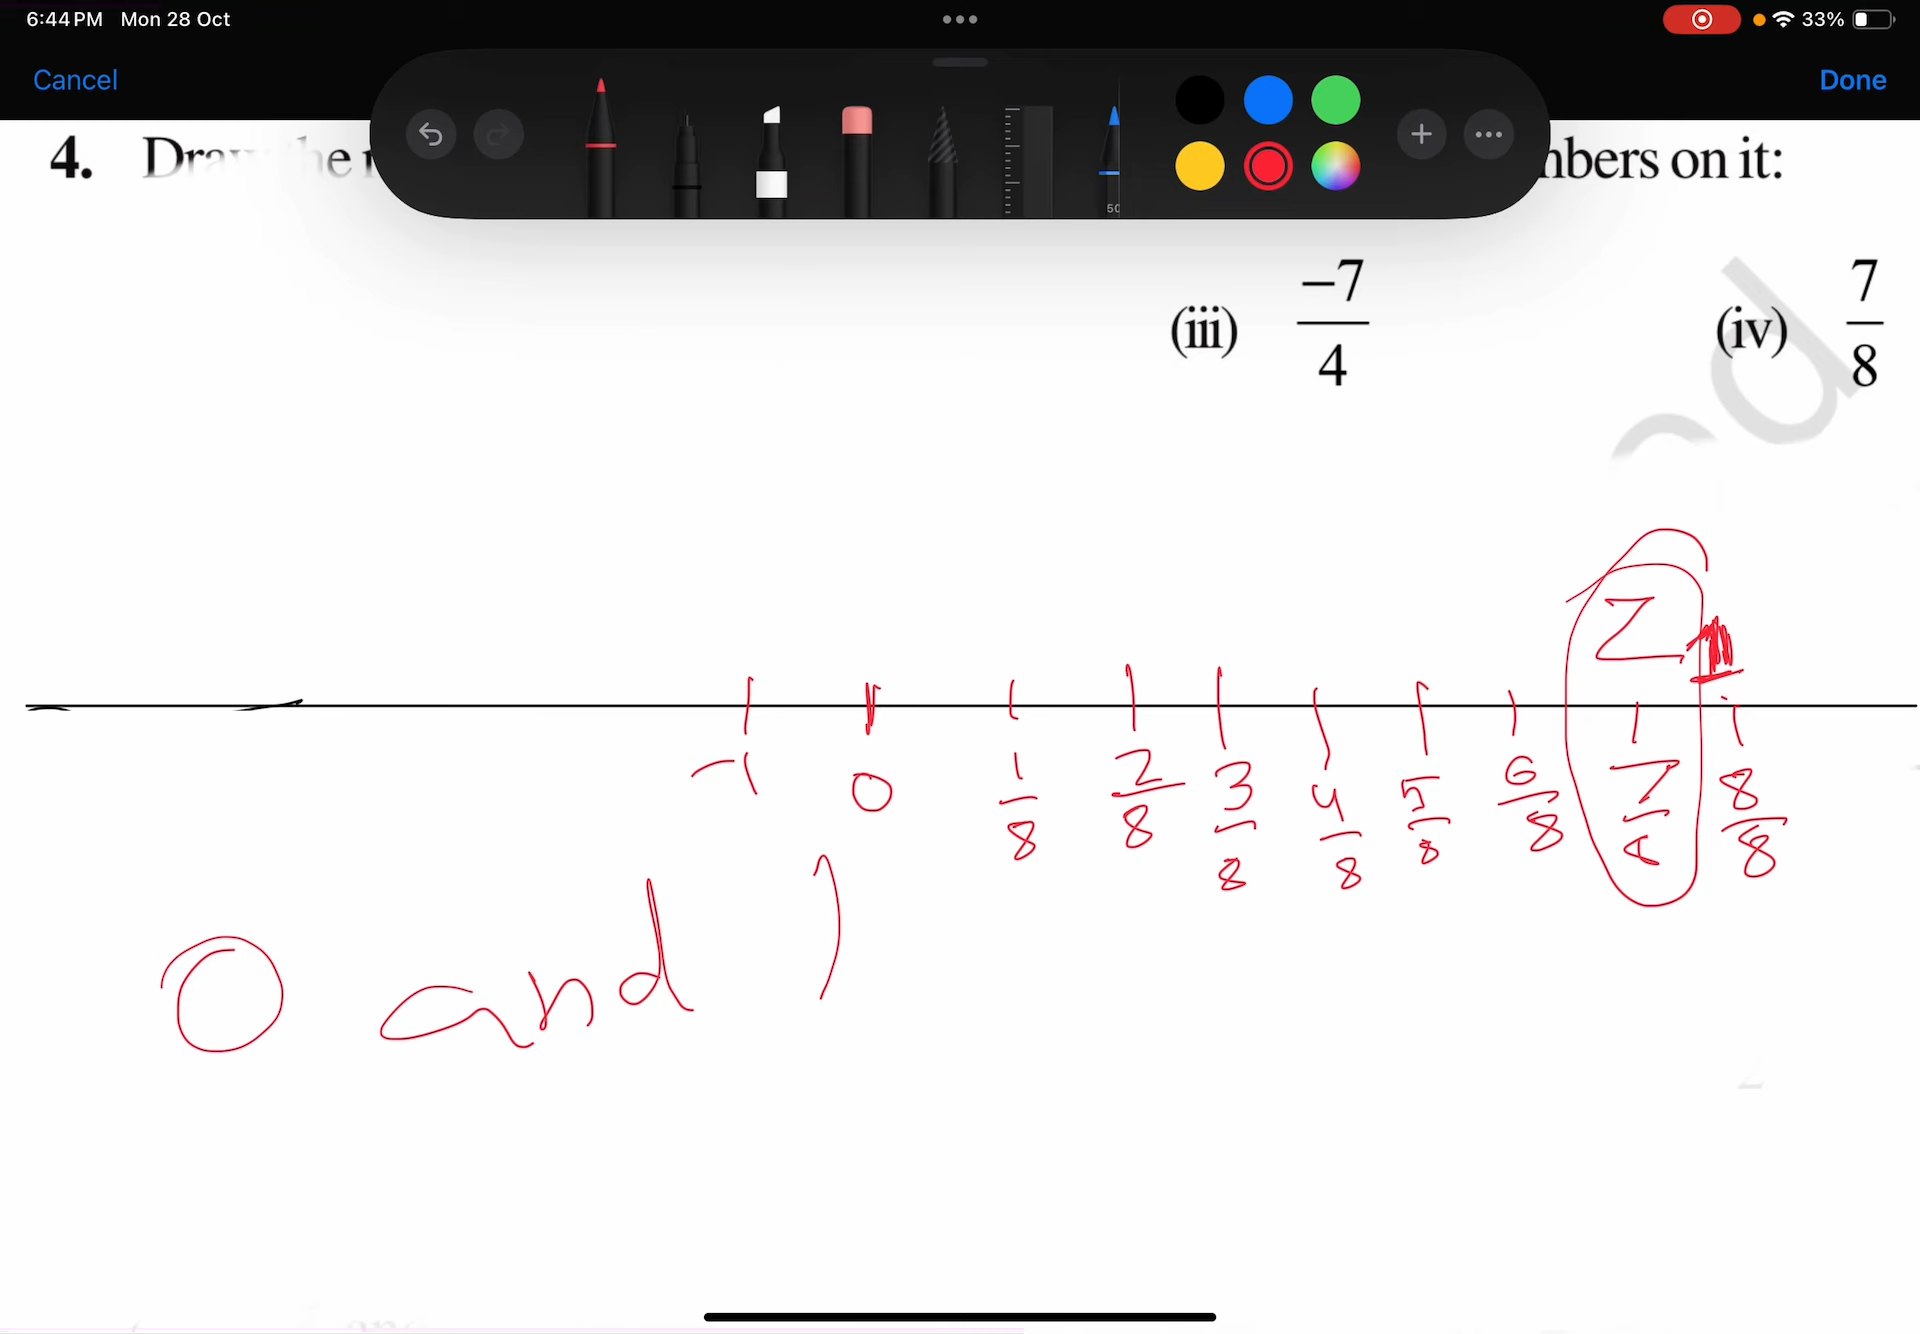 6:44 PM Mon 28 Oct
33%
Cancel
Done
50
4.
mbers on it:
(iii) −7/4 (iv) 7/8
Z
-1 0 1/8 2/8 3/8 4/8 5/8 6/8 7/8 8/8
0 and 1